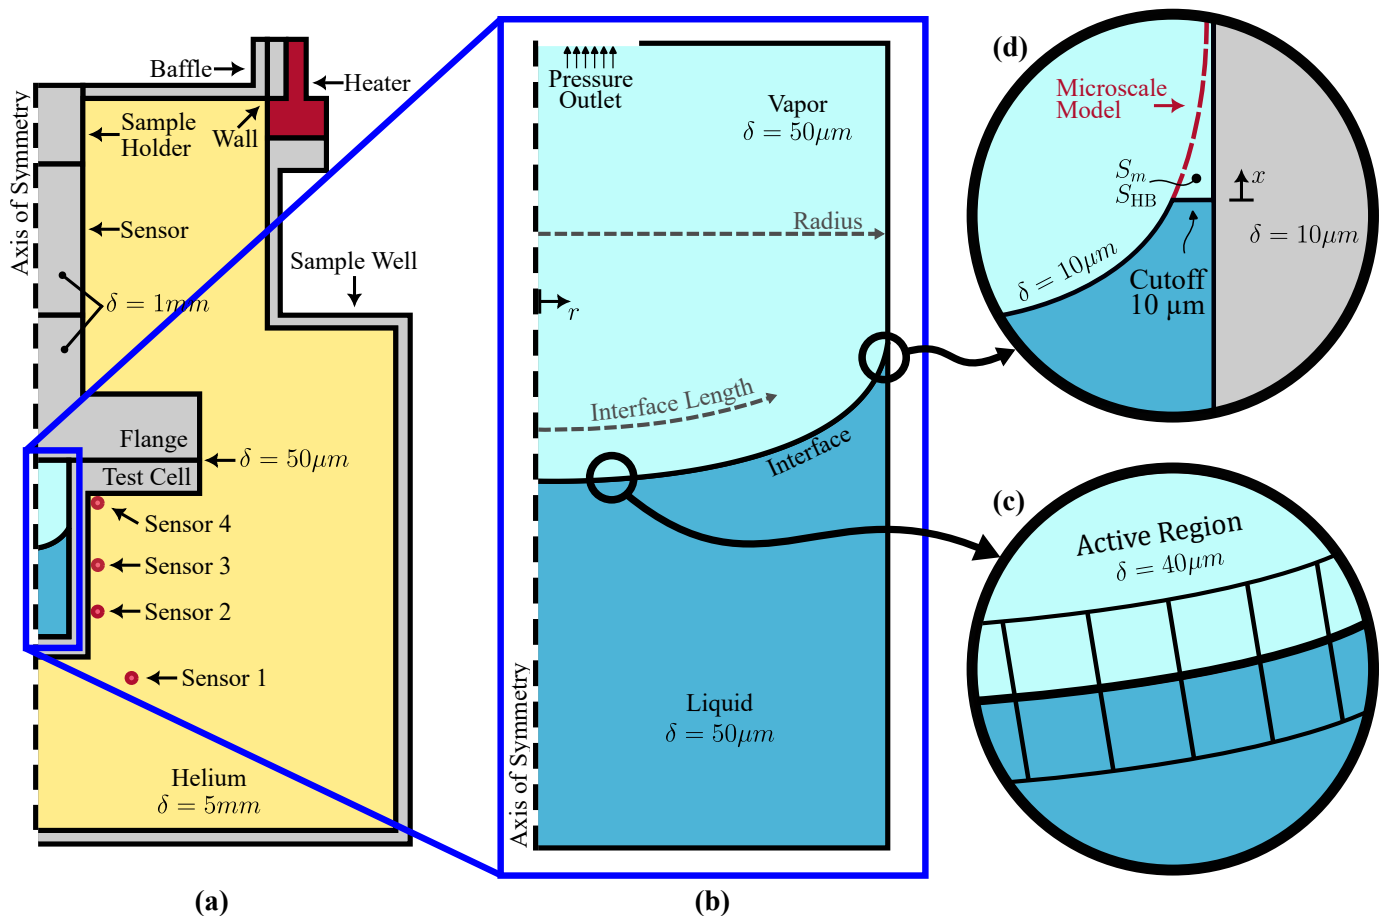 Baffle
Heater
Sample
Holder
Wall
Axis of Symmetry
Sensor
Sample Well
δ = 1mm
Flange
δ = 50μm
Test Cell
Sensor 4
Sensor 3
Sensor 2
Sensor 1
Helium
δ = 5mm
(a)
Pressure
Outlet
Vapor
δ = 50μm
Radius
r
Interface Length
Interface
Axis of Symmetry
Liquid
δ = 50μm
(b)
(d)
Microscale
Model
S_m
S_HB
x
δ = 10μm
δ = 10μm
Cutoff
10 μm
(c)
Active Region
δ = 40μm